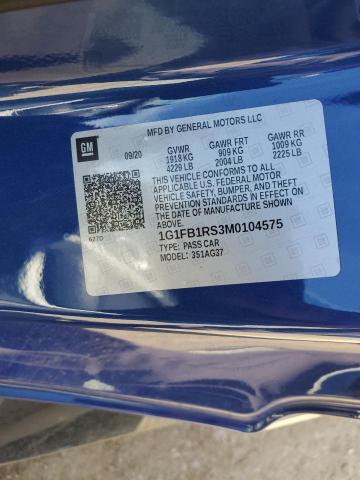 MFD BY GENERAL MOTORS LLC
GM
09/20
GVWR GAWR FRT GAWR RR
1918 KG 909 KG 1009 KG
4229 LB 2004 LB 2225 LB
THIS VEHICLE CONFORMS TO ALL
APPLICABLE U.S. FEDERAL MOTOR
VEHICLE SAFETY, BUMPER, AND THEFT
PREVENTION STANDARDS IN EFFECT ON
THE DATE OF MANUFACTURE SHOWN ABOVE.
1G1FB1RS3M0104575
TYPE: PASS CAR
MODEL: 351AG37